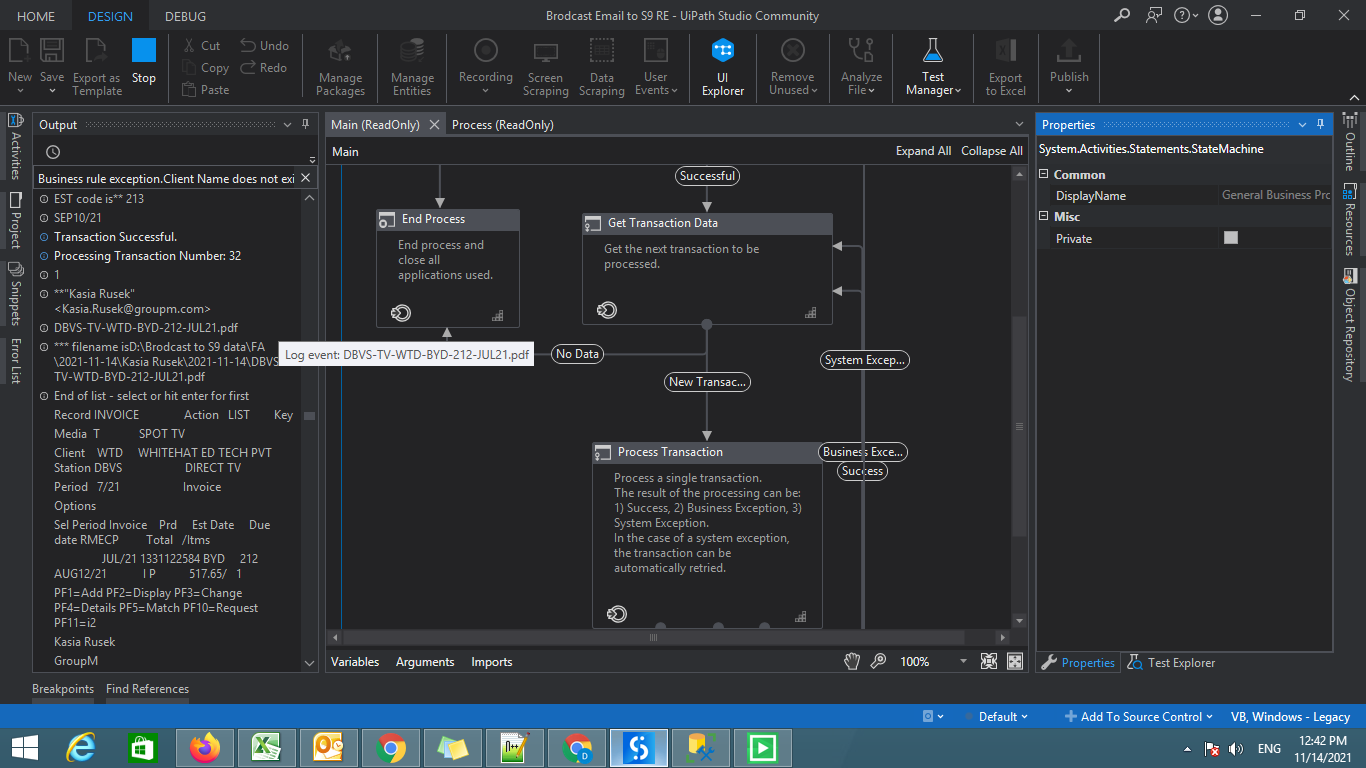 HOME DESIGN DEBUG
Brodcast Email to S9 RE - UiPath Studio Community
New
Save
Export as
Template
Stop
Cut
Copy
Paste
Undo
Redo
Manage
Packages
Manage
Entities
Recording
Screen
Scraping
Data
Scraping
User
Events
UI
Explorer
Remove
Unused
Analyze
File
Test
Manager
Export
to Excel
Publish
Activities
Project
Snippets
Error List
Output
Business rule exception.Client Name does not exi
EST code is** 213
SEP10/21
Transaction Successful.
Processing Transaction Number: 32
1
**"Kasia Rusek"
<Kasia.Rusek@groupm.com>
DBVS-TV-WTD-BYD-212-JUL21.pdf
*** filename isD:\Brodcast to S9 data\FA
\2021-11-14\Kasia Rusek\2021-11-14\DBVS
TV-WTD-BYD-212-JUL21.pdf
End of list - select or hit enter for first
Record INVOICE Action LIST Key
Media T SPOT TV
Client WTD WHITEHAT ED TECH PVT
Station DBVS DIRECT TV
Period 7/21 Invoice
Options
Sel Period Invoice Prd Est Date Due
date RMECP Total /Itms
JUL/21 1331122584 BYD 212
AUG12/21 I P 517.65/ 1
PF1=Add PF2=Display PF3=Change
PF4=Details PF5=Match PF10=Request
PF11=i2
Kasia Rusek
GroupM
Breakpoints Find References
Main (ReadOnly) Process (ReadOnly)
Main
Expand All Collapse All
Successful
End Process
End process and
close all
applications used.
Get Transaction Data
Get the next transaction to be
processed.
Log event: DBVS-TV-WTD-BYD-212-JUL21.pdf
No Data
System Excep...
New Transac...
Process Transaction
Process a single transaction.
The result of the processing can be:
1) Success, 2) Business Exception, 3)
System Exception.
In the case of a system exception,
the transaction can be
automatically retried.
Business Exce...
Success
Variables Arguments Imports
100%
Properties
System.Activities.Statements.StateMachine
Common
DisplayName General Business Pro
Misc
Private
Properties Test Explorer
Outline
Resources
Object Repository
Default
Add To Source Control
VB, Windows - Legacy
ENG
12:42 PM
11/14/2021